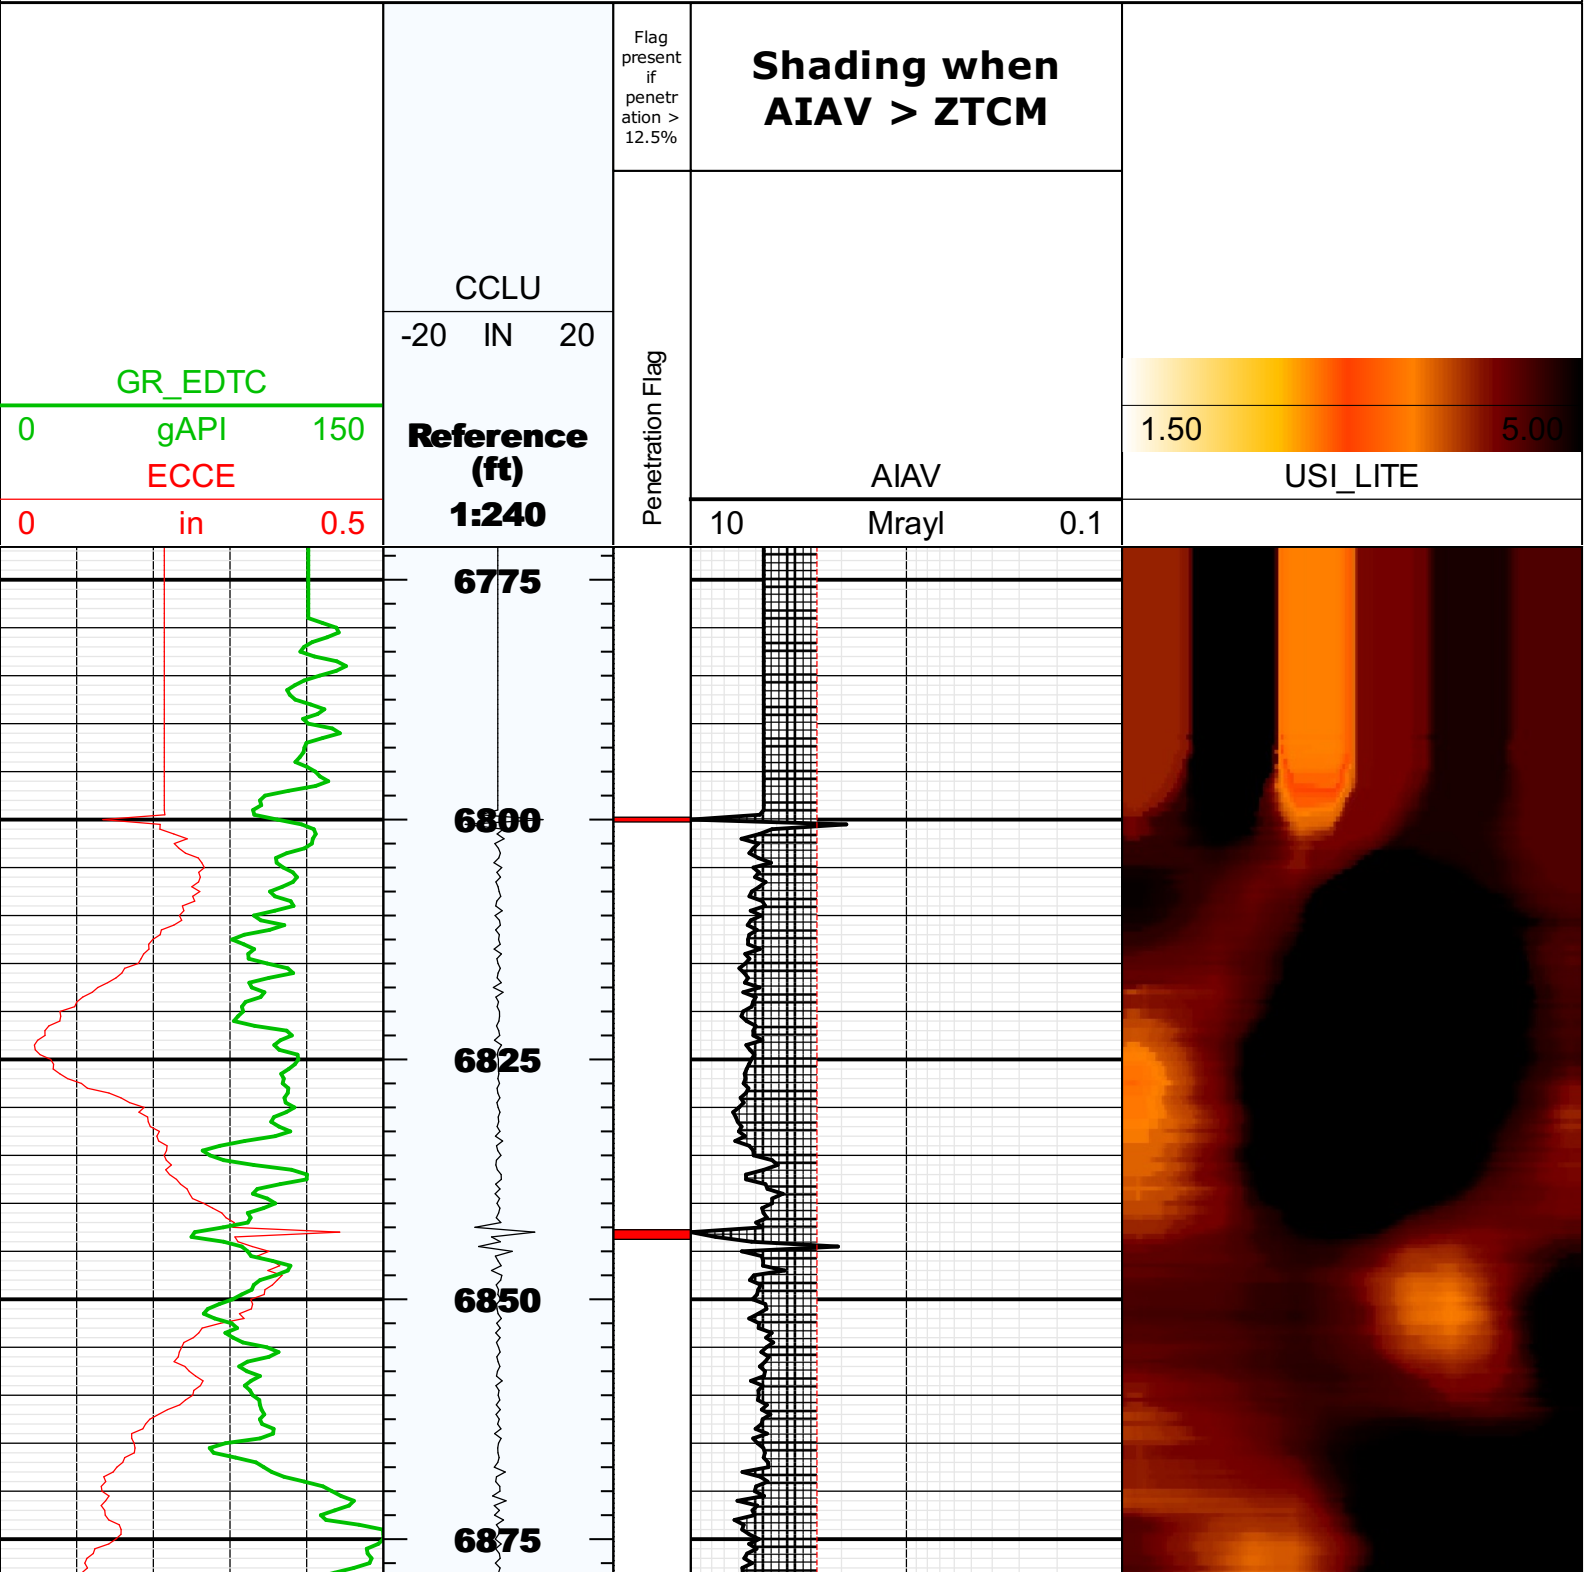 Flag
present
if
penetr
ation >
12.5%
Shading when
AIAV > ZTCM
CCLU
-20 IN 20
GR_EDTC
0 gAPI 150
ECCE
0 in 0.5
Reference
(ft)
1:240
Penetration Flag
AIAV
10 Mrayl 0.1
1.50 5.00
USI_LITE
6775
6800
6825
6850
6875